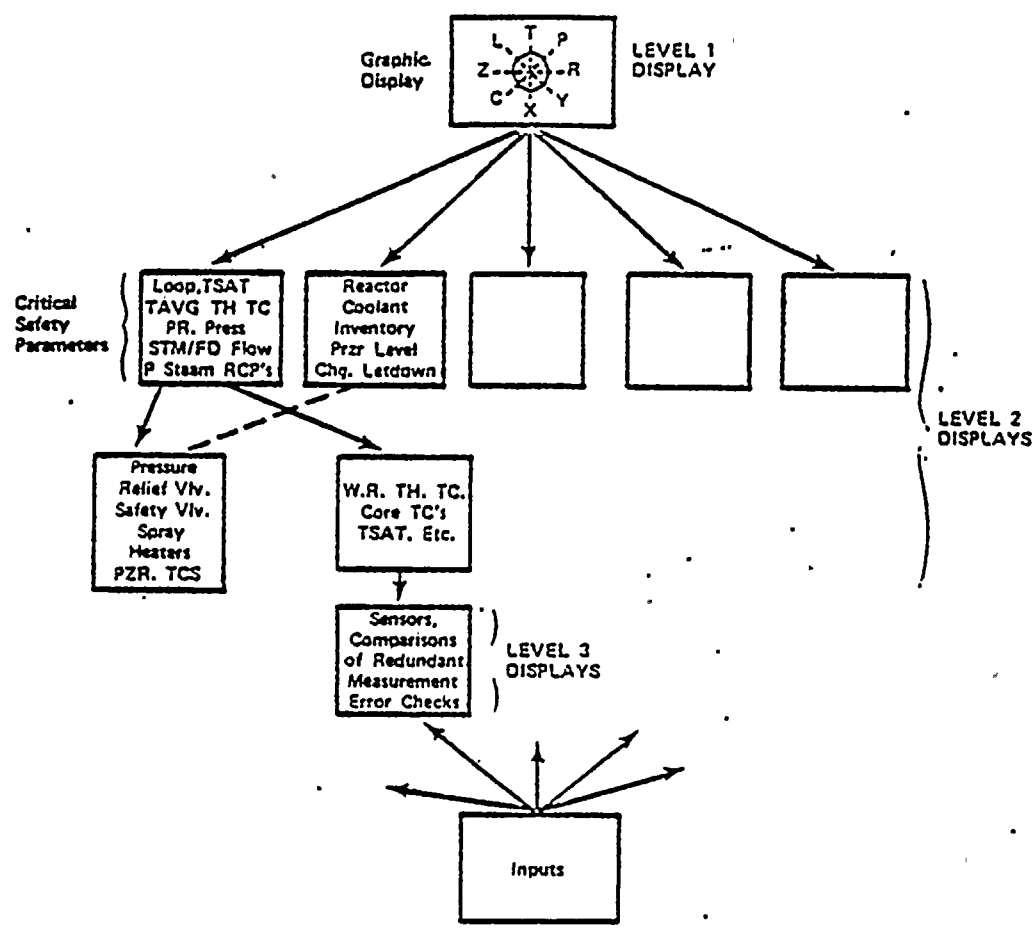 Graphic
Display
L T P
Z R
C X Y
LEVEL 1
DISPLAY
Critical
Safety
Parameters
Loop,TSAT
TAVG TH TC
PR. Press
STM/FD Flow
P Steam RCP's
Reactor
Coolant
Inventory
Przr Level
Chg. Letdown
LEVEL 2
DISPLAYS
Pressure
Relief Vlv.
Safety Vlv.
Spray
Heaters
PZR. TCS
W.R. TH. TC.
Core TC's
TSAT. Etc.
Sensors,
Comparisons
of Redundant
Measurement
Error Checks
LEVEL 3
DISPLAYS
Inputs